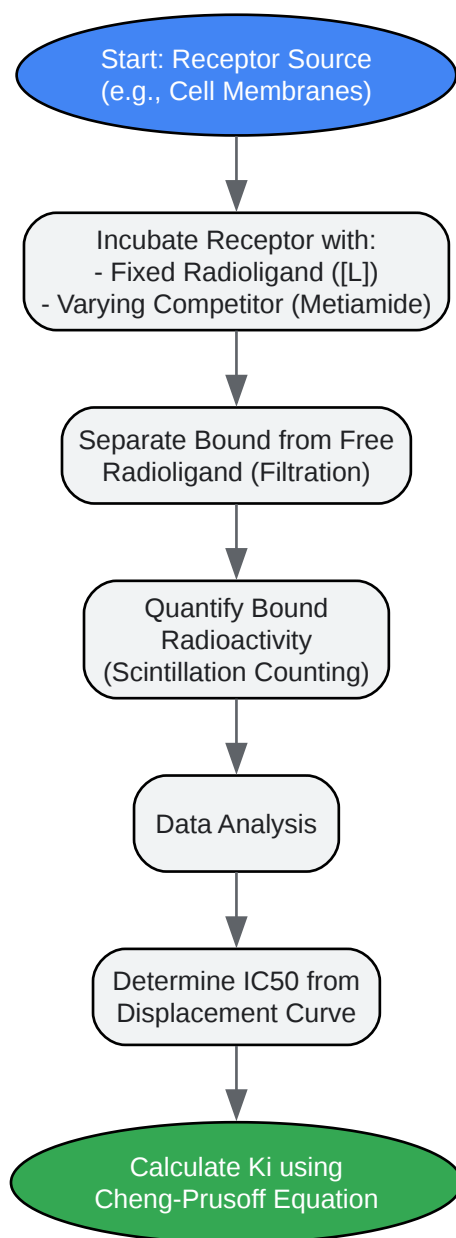 Start: Receptor Source
(e.g., Cell Membranes)
Incubate Receptor with:
- Fixed Radioligand ([L])
- Varying Competitor (Metiamide)
Separate Bound from Free
Radioligand (Filtration)
Quantify Bound
Radioactivity
(Scintillation Counting)
Data Analysis
Determine IC50 from
Displacement Curve
Calculate Ki using
Cheng-Prusoff Equation